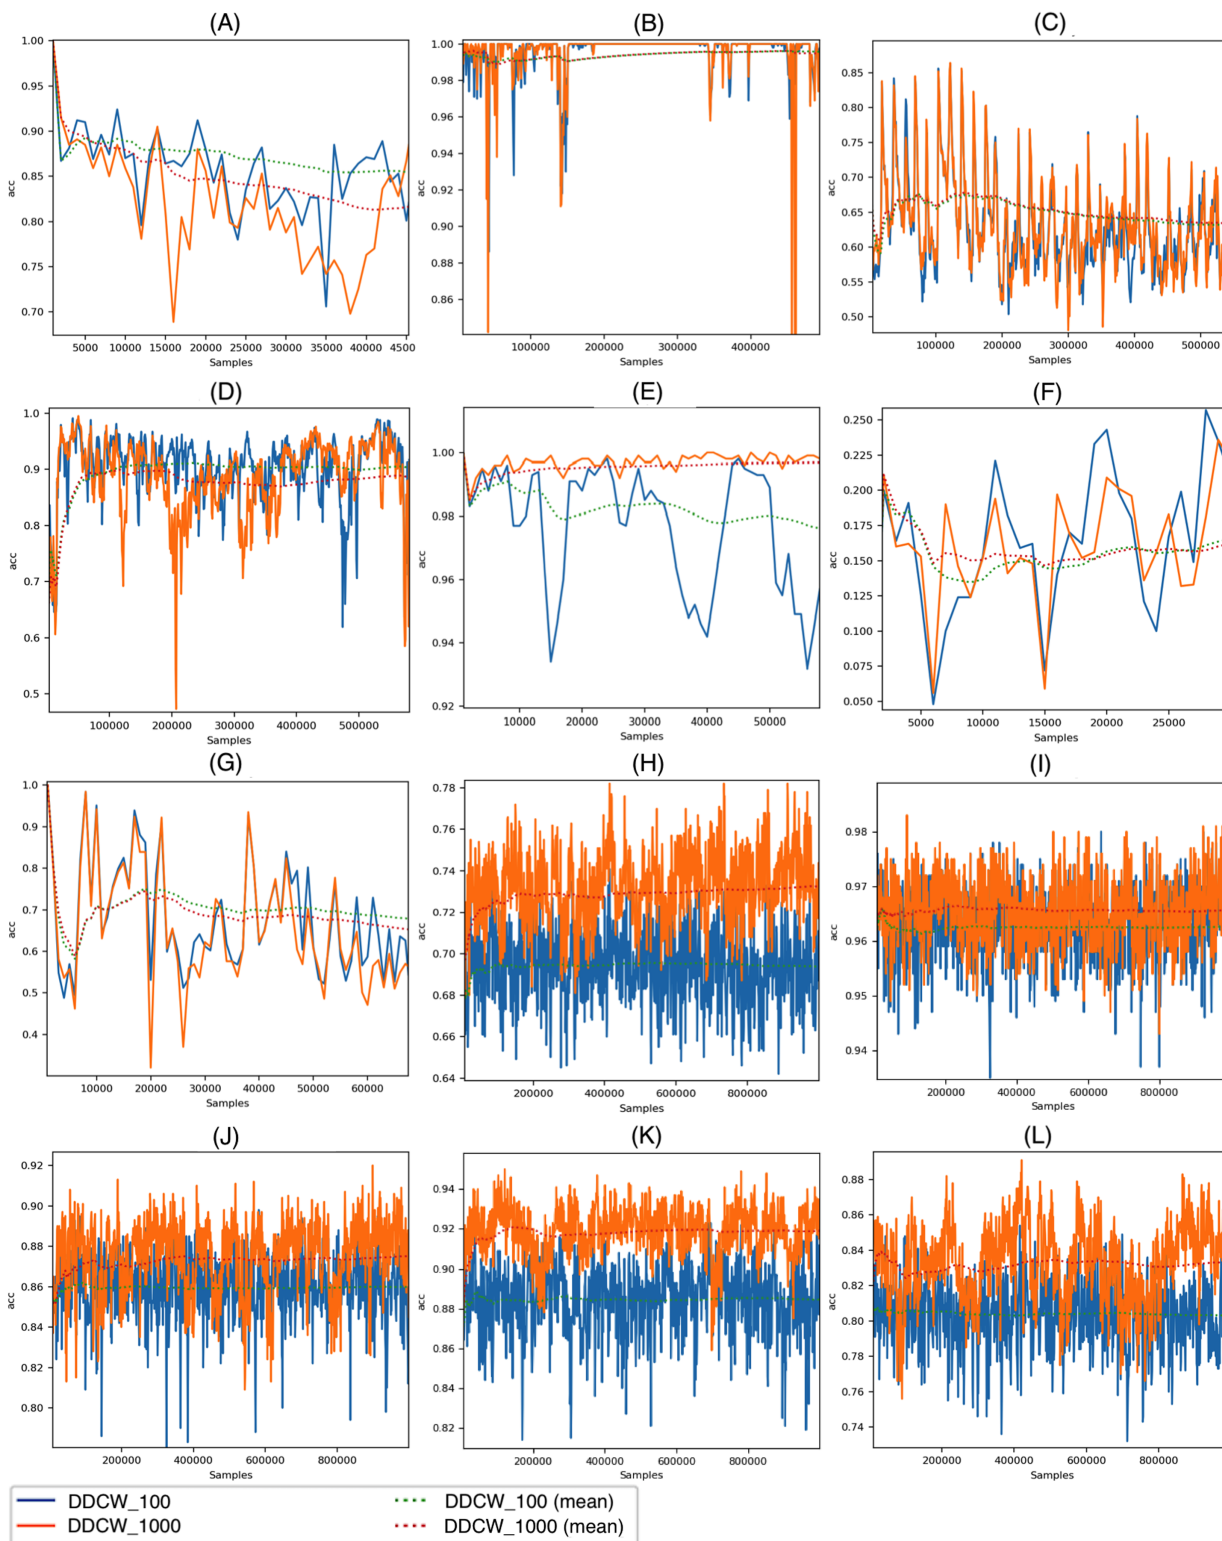 (A)
(B)
(C)
1.00
0.95
0.90
0.85
0.80
0.75
0.70
acc
5000 10000 15000 20000 25000 30000 35000 40000 4500
Samples
1.00
0.98
0.96
0.94
0.92
0.90
0.88
0.86
acc
100000 200000 300000 400000
Samples
0.85
0.80
0.75
0.70
0.65
0.60
0.55
0.50
acc
100000 200000 300000 400000 500000
Samples
(D)
(E)
(F)
1.0
0.9
0.8
0.7
0.6
0.5
acc
100000 200000 300000 400000 500000
Samples
1.00
0.98
0.96
0.94
0.92
acc
10000 20000 30000 40000 50000
Samples
0.250
0.225
0.200
0.175
0.150
0.125
0.100
0.075
0.050
acc
5000 10000 15000 20000 25000
Samples
(G)
(H)
(I)
1.0
0.9
0.8
0.7
0.6
0.5
0.4
acc
10000 20000 30000 40000 50000 60000
Samples
0.78
0.76
0.74
0.72
0.70
0.68
0.66
0.64
acc
200000 400000 600000 800000
Samples
0.98
0.97
0.96
0.95
0.94
acc
200000 400000 600000 800000
Samples
(J)
(K)
(L)
0.92
0.90
0.88
0.86
0.84
0.82
0.80
acc
200000 400000 600000 800000
Samples
0.94
0.92
0.90
0.88
0.86
0.84
0.82
acc
200000 400000 600000 800000
Samples
0.88
0.86
0.84
0.82
0.80
0.78
0.76
0.74
acc
200000 400000 600000 800000
Samples
DDCW_100
DDCW_100 (mean)
DDCW_1000
DDCW_1000 (mean)